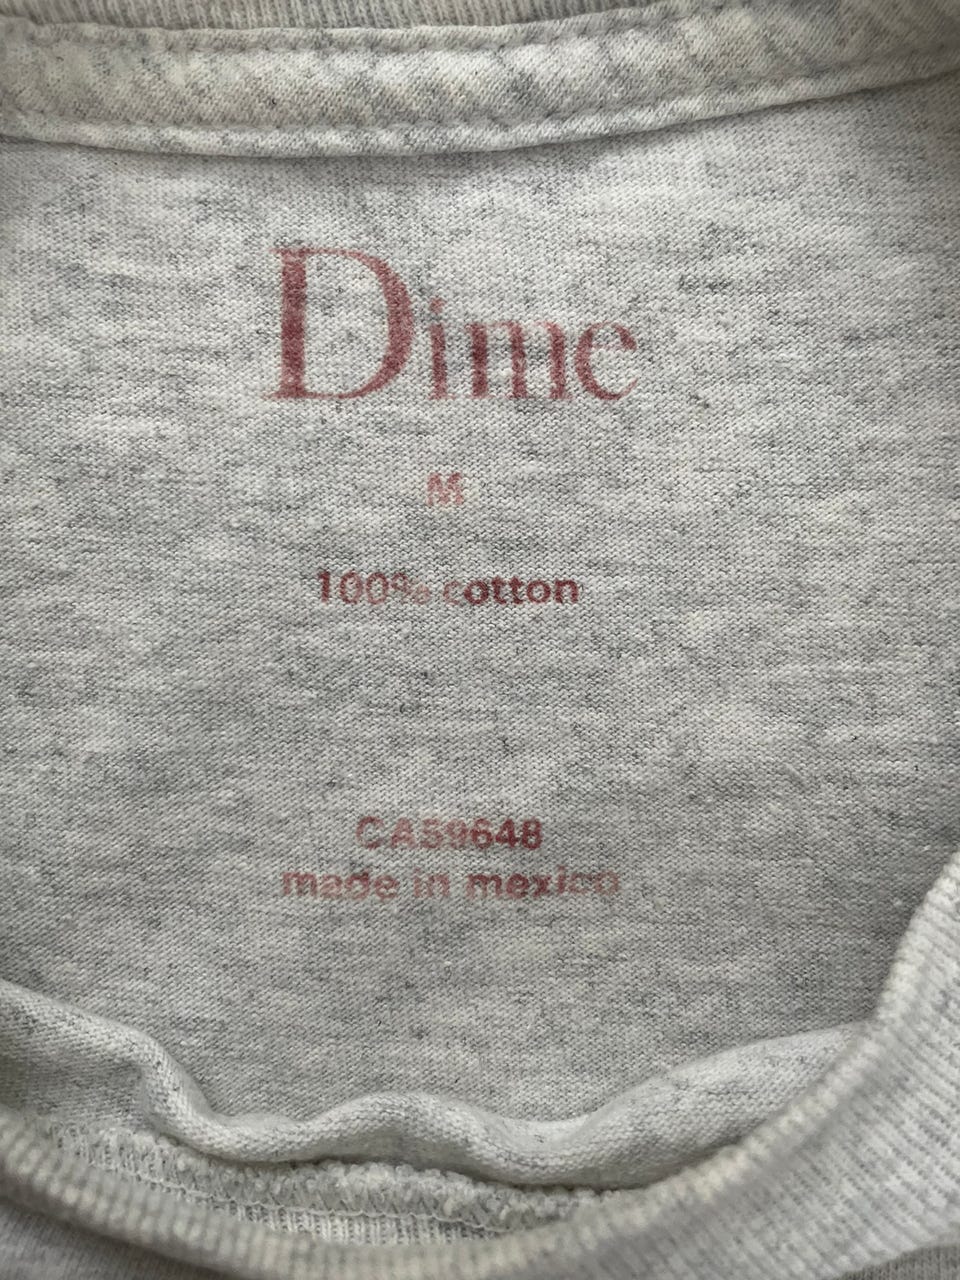 Dime
M
100% cotton
CA59648
made in mexico